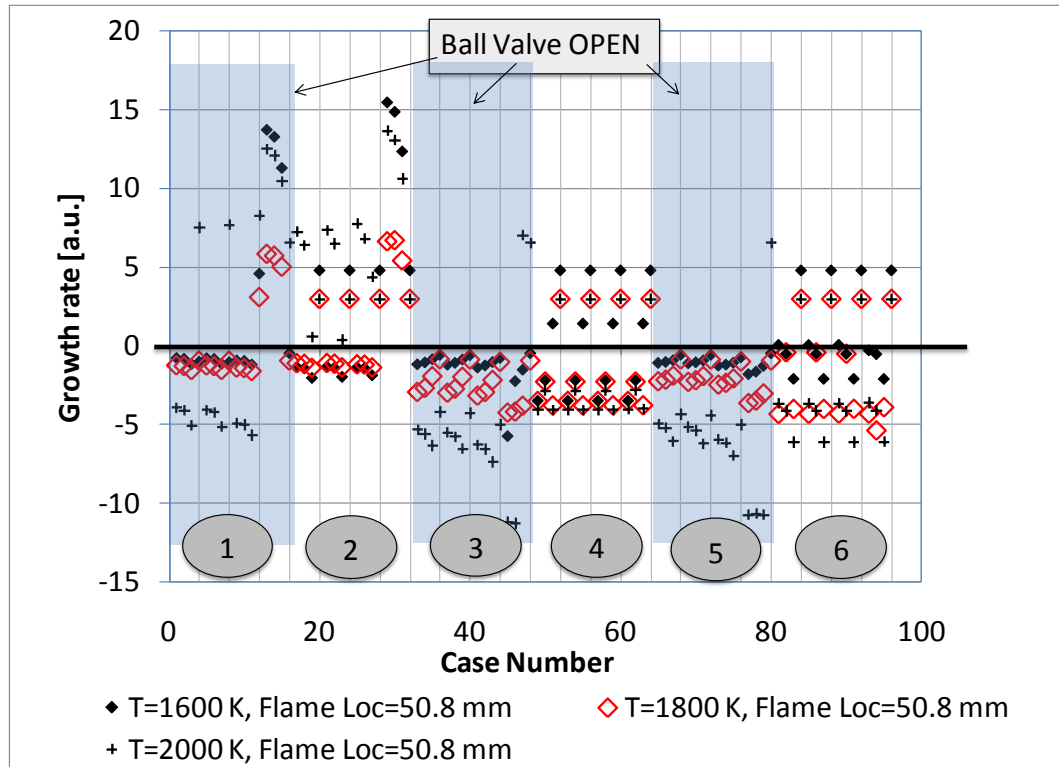 20
Ball Valve OPEN
15
10
5
0
-5
-10
-15
Growth rate [a.u.]
1 2 3 4 5 6
0 20 40 60 80 100
Case Number
T=1600 K, Flame Loc=50.8 mm T=1800 K, Flame Loc=50.8 mm
T=2000 K, Flame Loc=50.8 mm